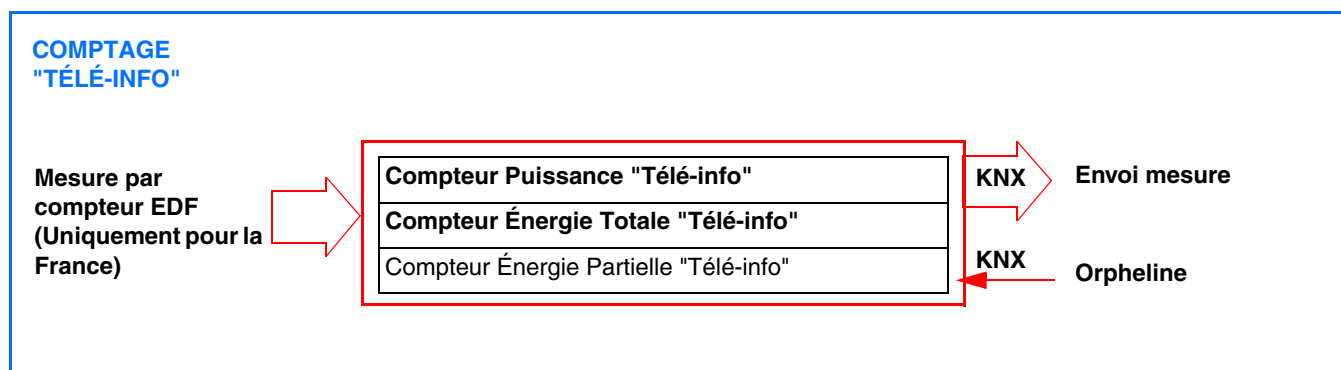 COMPTAGE
"TÉLÉ-INFO"
Mesure par
compteur EDF
(Uniquement pour la
France)
Compteur Puissance "Télé-info"
Compteur Énergie Totale "Télé-info"
Compteur Énergie Partielle "Télé-info"
KNX
Envoi mesure
KNX
Orpheline